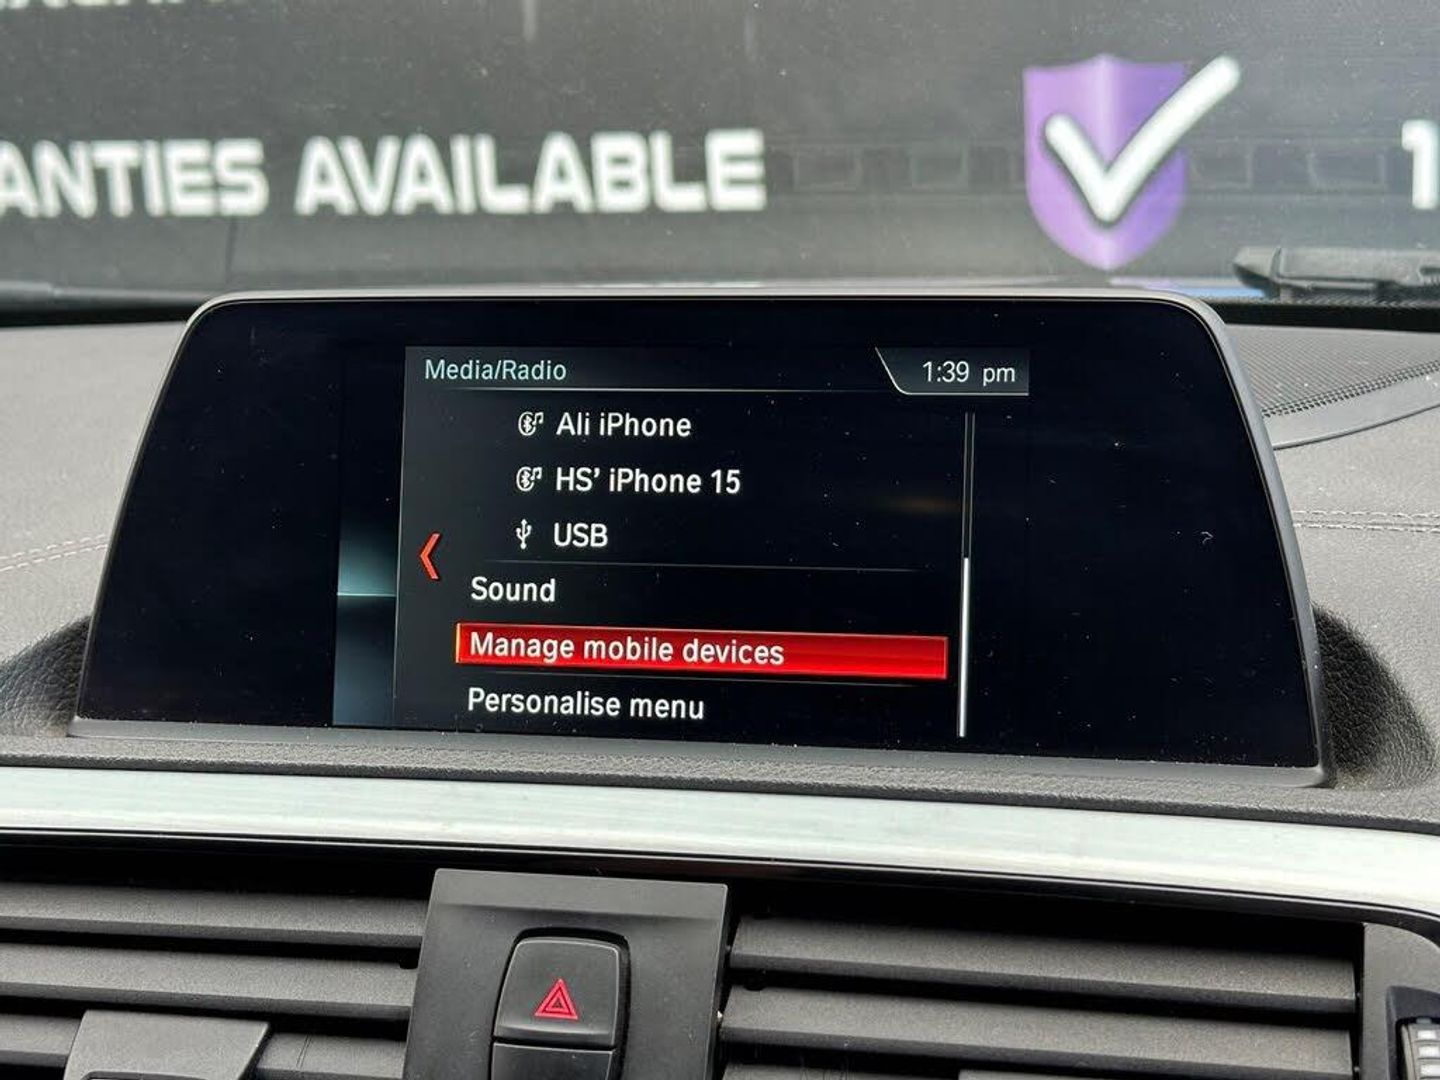 ANTIES AVAILABLE
1
Media/Radio
1:39 pm
Ali iPhone
HS' iPhone 15
USB
Sound
Manage mobile devices
Personalise menu